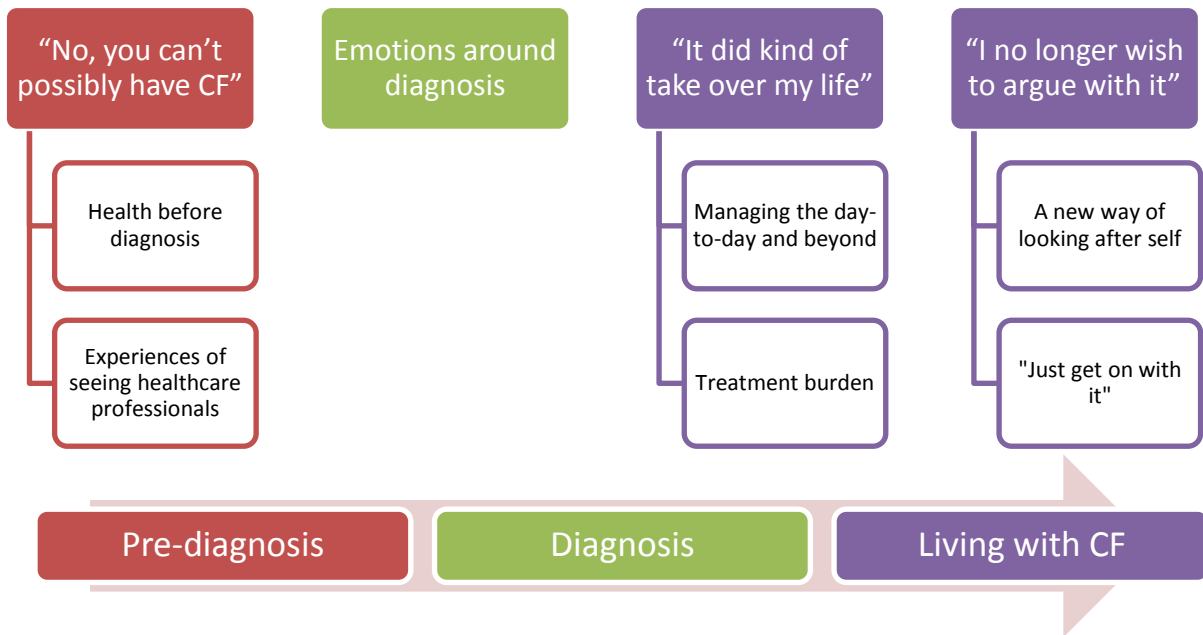 “No, you can’t
possibly have CF”
Health before
diagnosis
Experiences of
seeing healthcare
professionals
Emotions around
diagnosis
“It did kind of
take over my life”
Managing the day-
to-day and beyond
Treatment burden
“I no longer wish
to argue with it”
A new way of
looking after self
"Just get on with
it"
Pre-diagnosis
Diagnosis
Living with CF